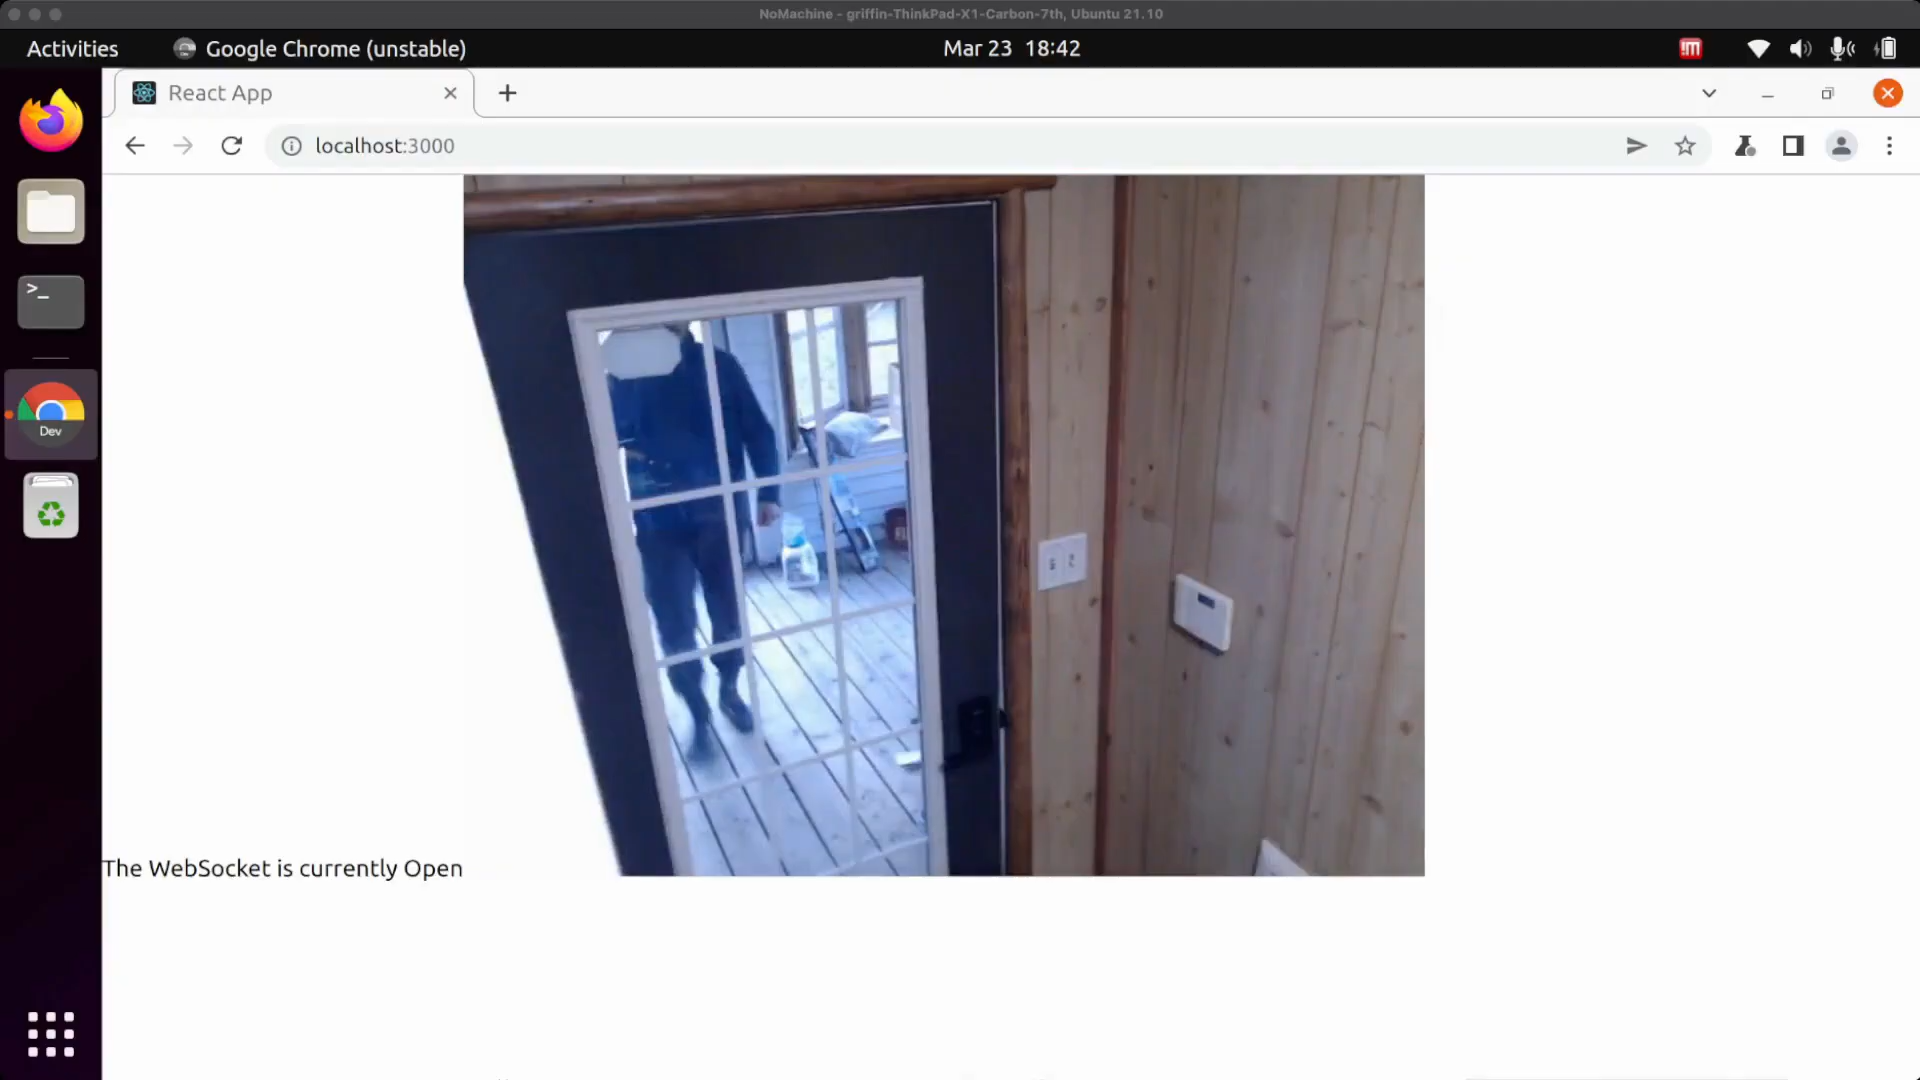 NoMachine - griffin-ThinkPad-X1-Carbon-7th, Ubuntu 21.10
Activities
Google Chrome (unstable)
Mar 23 18:42
React App
localhost:3000
>_
Dev
The WebSocket is currently Open